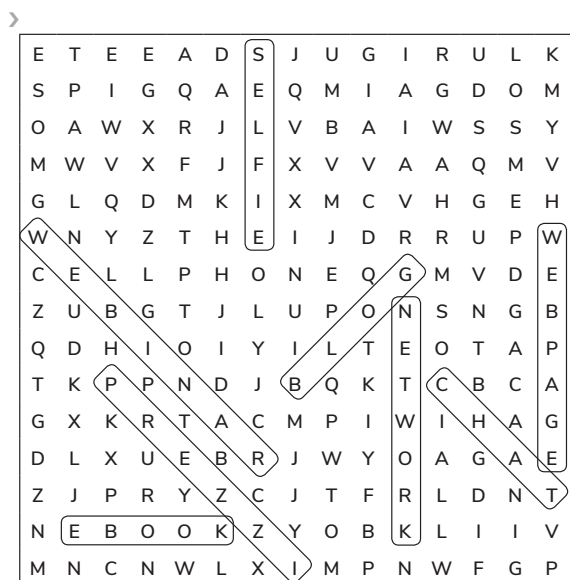 E T E E A D S J U G I R U L K
S P I G Q A E Q M I A G D O M
O A W X R J L V B A I W S S Y
M W V X F J F X V V A A Q M V
G L Q D M K I X M C V H G E H
W N Y Z T H E I J D R R U P W
C E L L P H O N E Q G M V D E
Z U B G T J L U P O N S N G B
Q D H I O I Y I L T E O T A P
T K P P N D J B Q K T C B C A
G X K R T A C M P I W I H A G
D L X U E B R J W Y O A G A E
Z J P R Y Z C J T F R L D N T
N E B O O K Z Y O B K L I I V
M N C N W L X I M P N W F G P